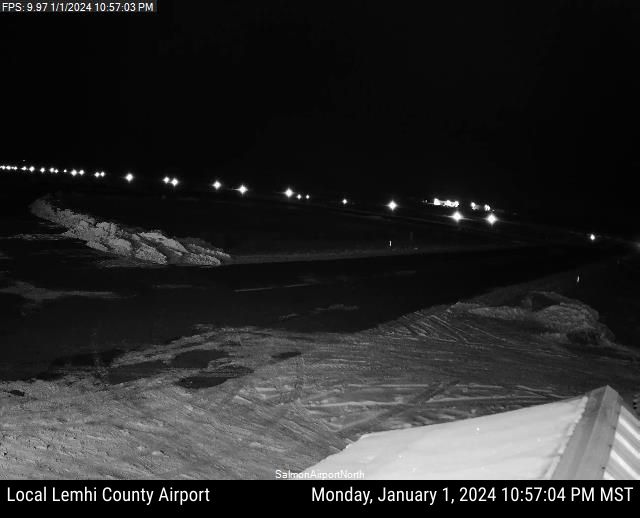 FPS: 9.97 1/1/2024 10:57:03 PM
SalmonAirportNorth
Local Lemhi County Airport Monday, January 1, 2024 10:57:04 PM MST